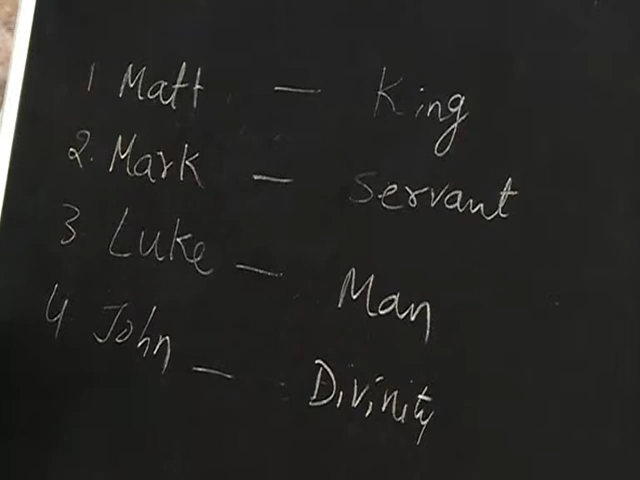 1 Matt — King
2. Mark — Servant
3 Luke — Man
4 John — Divinity